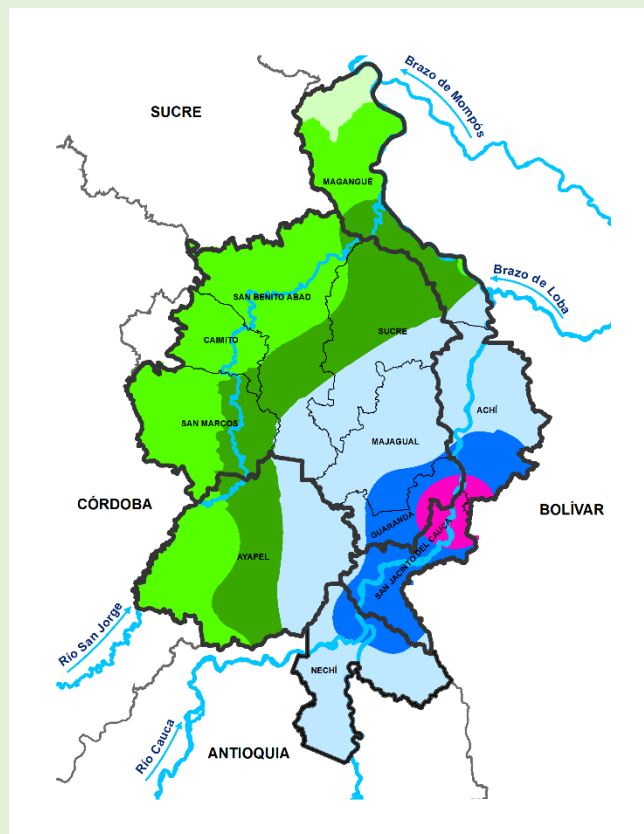 Brazo de Mompós
SUCRE
MAGANGUÉ
Brazo de Loba
SAN BENITO ABAD
SUCRE
CAIMITO
ACHÍ
SAN MARCOS
MAJAGUAL
CÓRDOBA
BOLÍVAR
GUARANDA
AYAPEL
SAN JACINTO DEL CAUCA
Río San Jorge
NECHÍ
Río Cauca
ANTIOQUIA